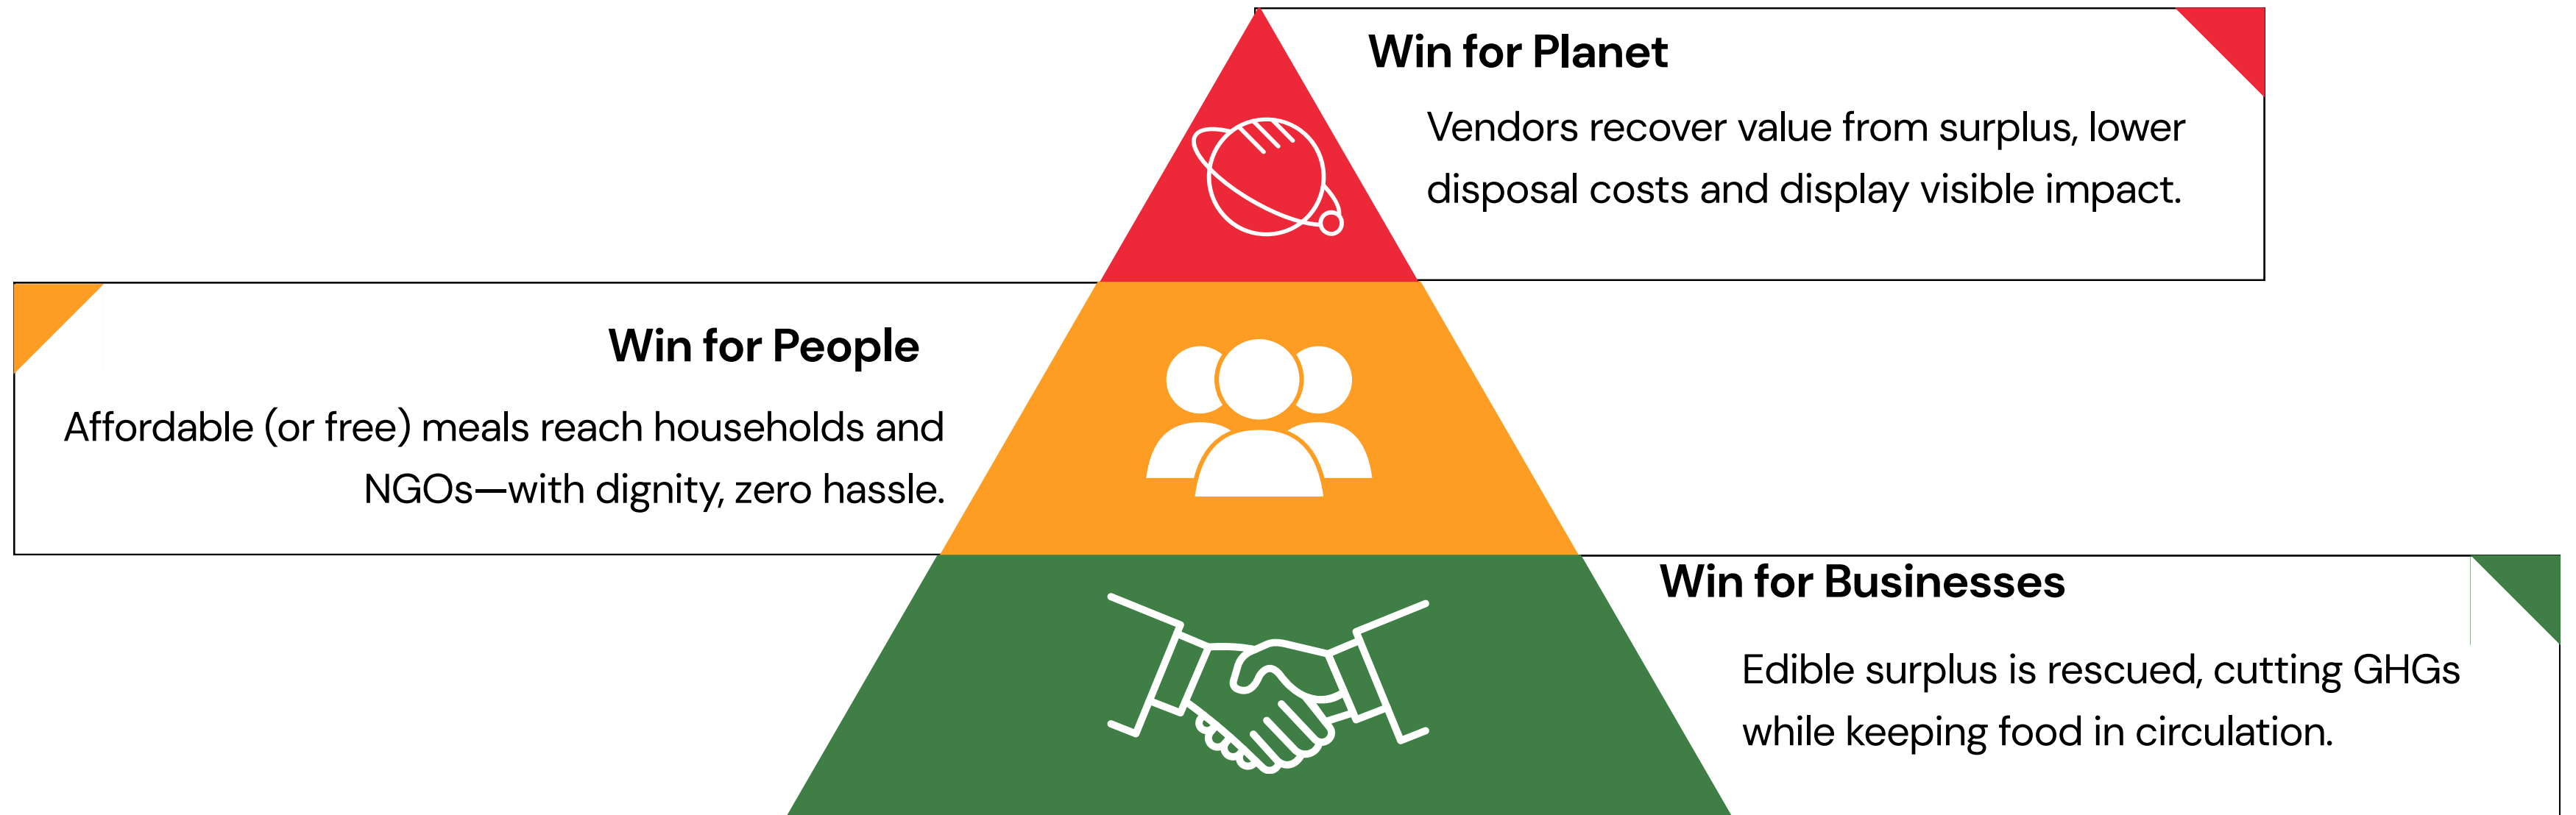 Win for Planet
Vendors recover value from surplus, lower
disposal costs and display visible impact.
Win for People
Affordable (or free) meals reach households and
NGOs—with dignity, zero hassle.
Win for Businesses
Edible surplus is rescued, cutting GHGs
while keeping food in circulation.